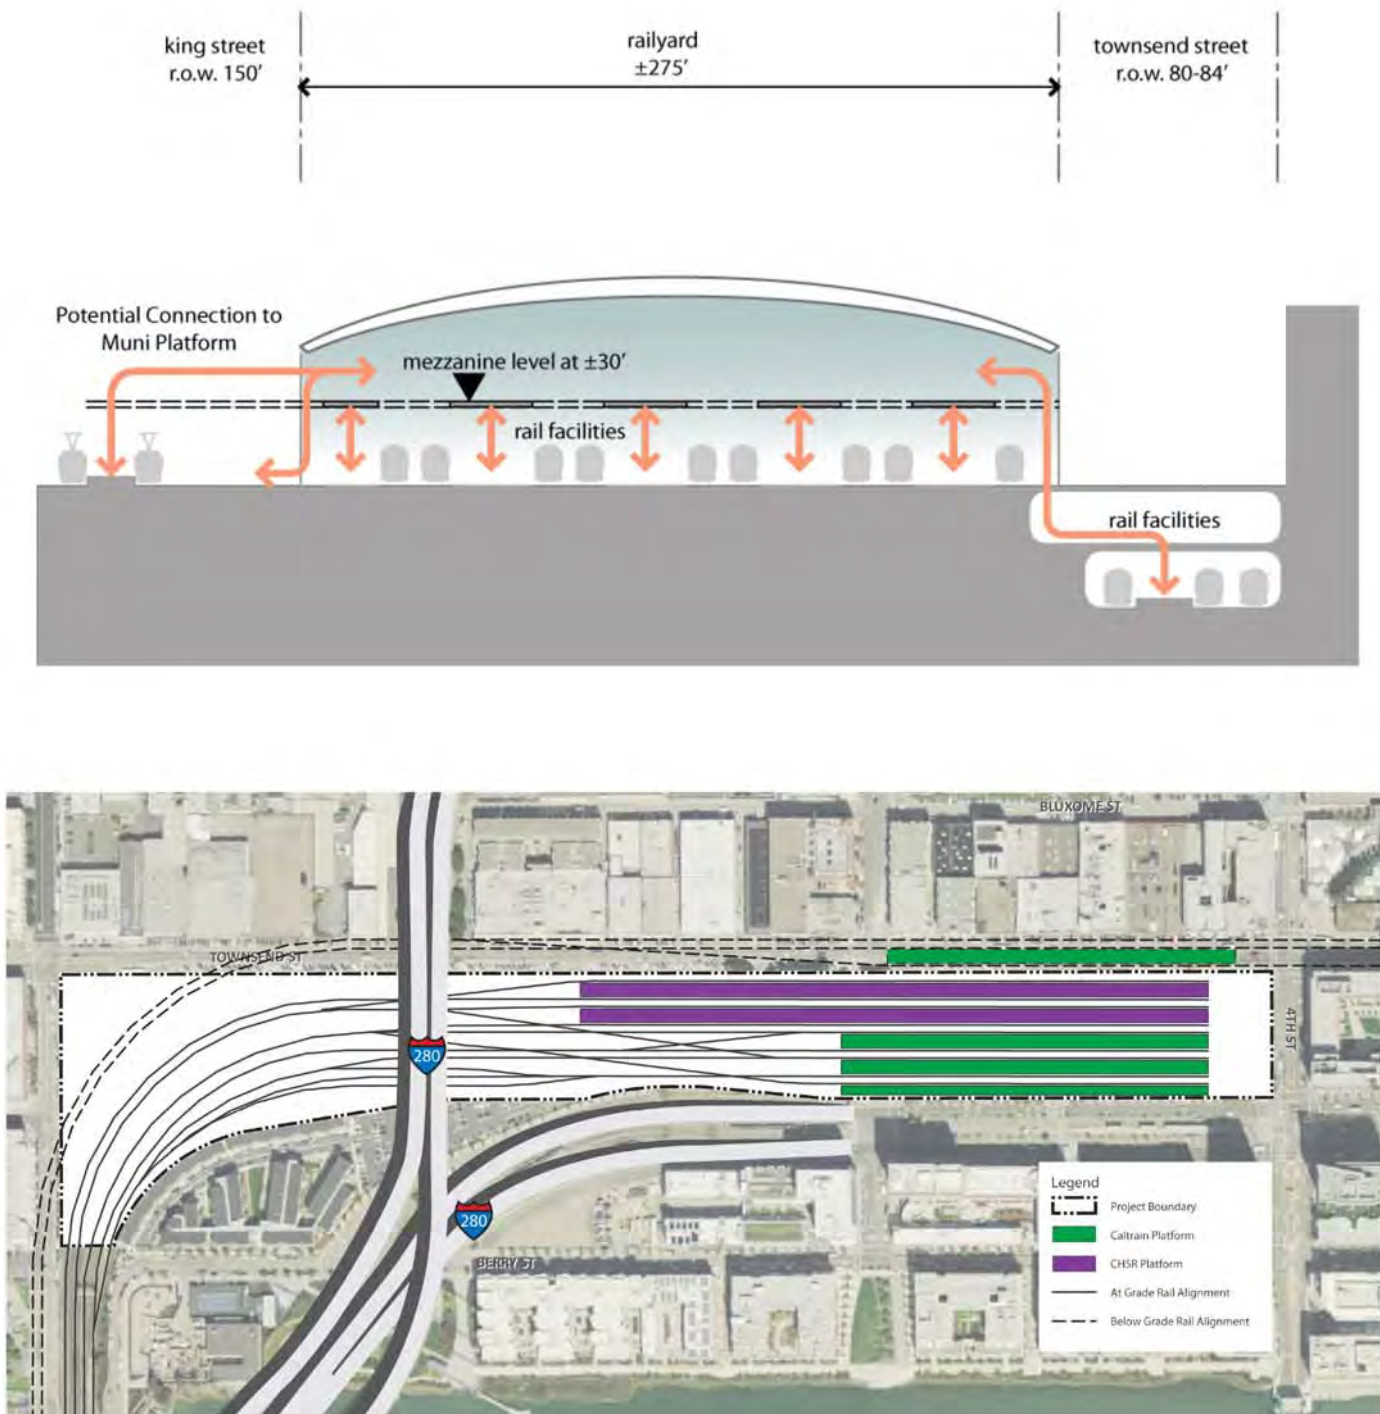 king street
r.o.w. 150’
railyard
±275’
townsend street
r.o.w. 80-84’
Potential Connection to
Muni Platform
mezzanine level at ±30’
rail facilities
rail facilities
BLUXOME ST
TOWNSEND ST
4TH ST
280
280
BERRY ST
Legend
Project Boundary
Caltrain Platform
CHSR Platform
At Grade Rail Alignment
Below Grade Rail Alignment